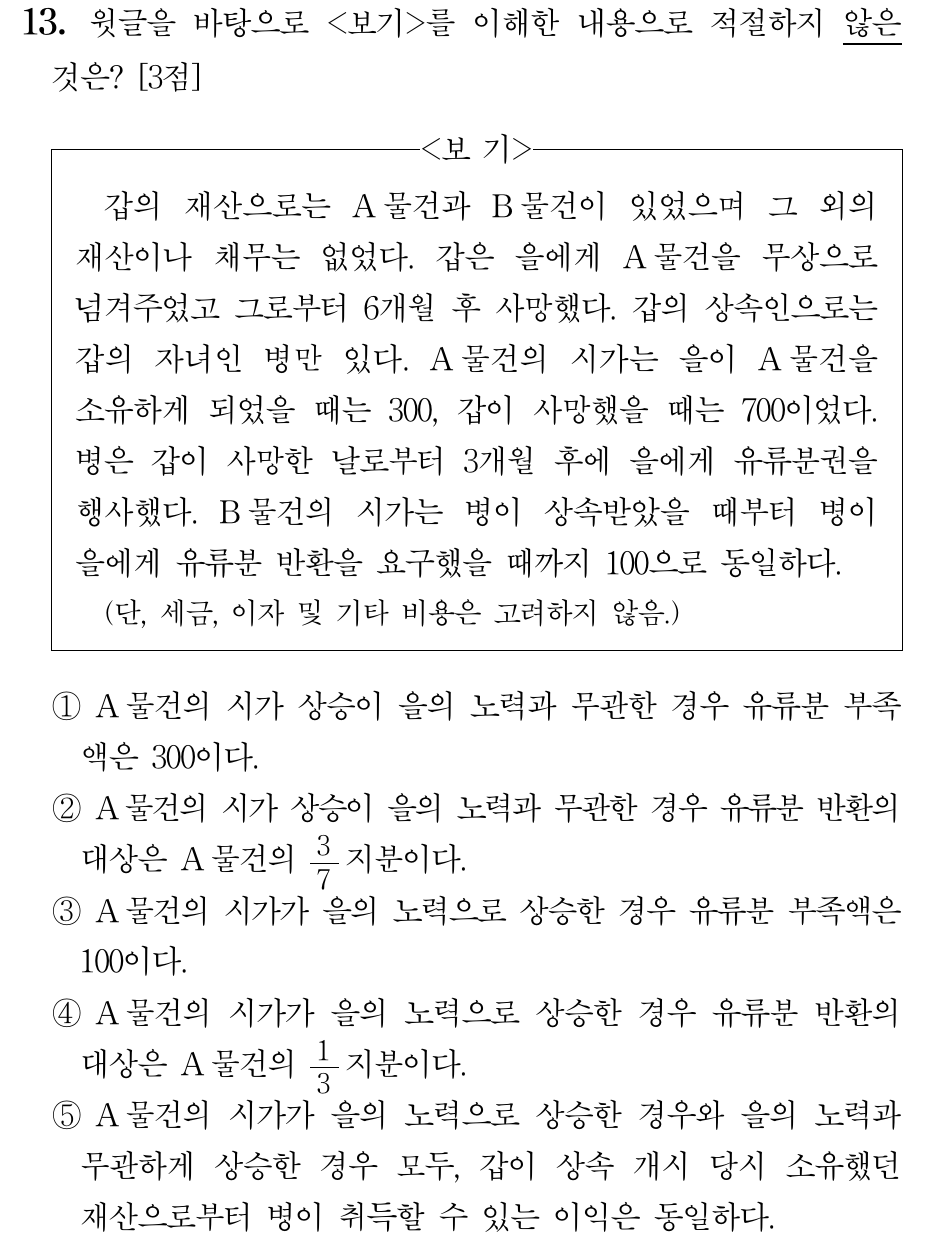 13. 윗글을 바탕으로 <보기>를 이해한 내용으로 적절하지 않은
것은? [3점]
<보 기>
갑의 재산으로는 A 물건과 B 물건이 있었으며 그 외의
재산이나 채무는 없었다. 갑은 을에게 A 물건을 무상으로
넘겨주었고 그로부터 6개월 후 사망했다. 갑의 상속인으로는
갑의 자녀인 병만 있다. A 물건의 시가는 을이 A 물건을
소유하게 되었을 때는 300, 갑이 사망했을 때는 700이었다.
병은 갑이 사망한 날로부터 3개월 후에 을에게 유류분권을
행사했다. B 물건의 시가는 병이 상속받았을 때부터 병이
을에게 유류분 반환을 요구했을 때까지 100으로 동일하다.
(단, 세금, 이자 및 기타 비용은 고려하지 않음.)
① A 물건의 시가 상승이 을의 노력과 무관한 경우 유류분 부족
액은 300이다.
② A 물건의 시가 상승이 을의 노력과 무관한 경우 유류분 반환의
대상은 A 물건의 3/7 지분이다.
③ A 물건의 시가가 을의 노력으로 상승한 경우 유류분 부족액은
100이다.
④ A 물건의 시가가 을의 노력으로 상승한 경우 유류분 반환의
대상은 A 물건의 1/3 지분이다.
⑤ A 물건의 시가가 을의 노력으로 상승한 경우와 을의 노력과
무관하게 상승한 경우 모두, 갑이 상속 개시 당시 소유했던
재산으로부터 병이 취득할 수 있는 이익은 동일하다.